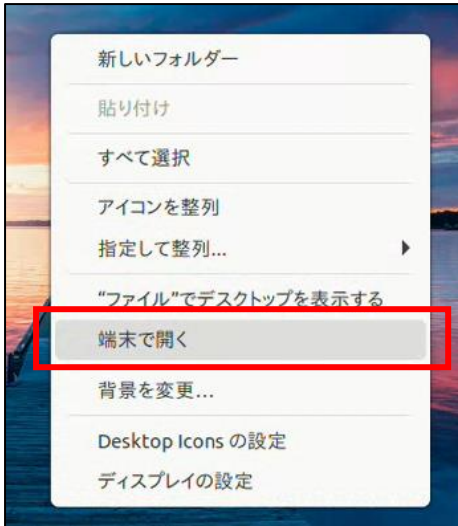 新しいフォルダー
貼り付け
すべて選択
アイコンを整列
指定して整列...
“ファイル”でデスクトップを表示する
端末で開く
背景を変更...
Desktop Icons の設定
ディスプレイの設定